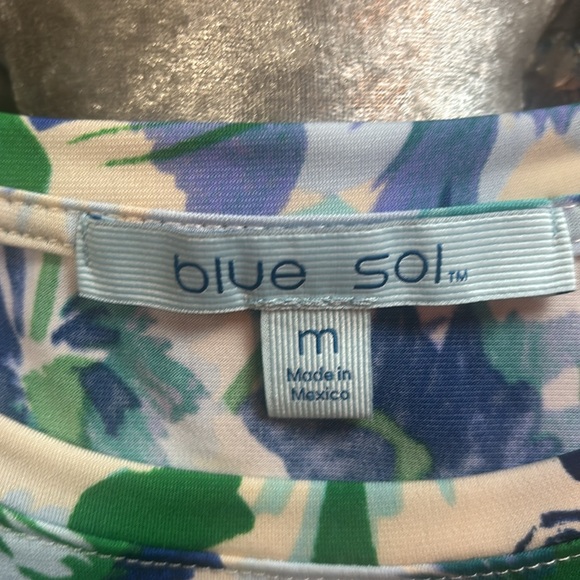 blue sol™
m
Made in
Mexico